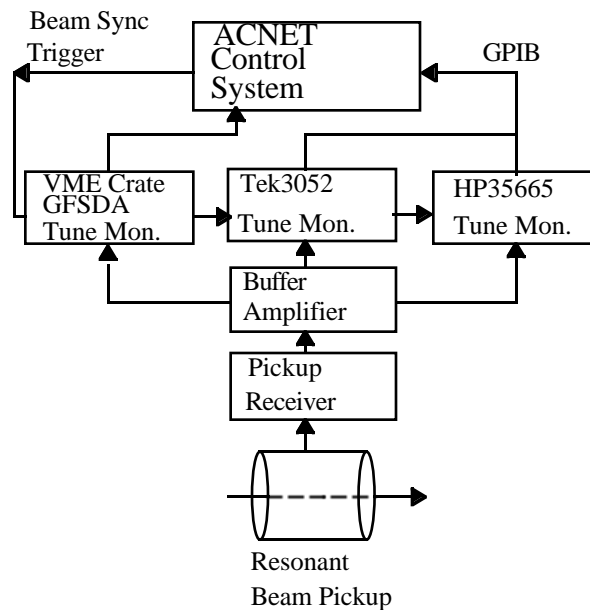 Beam Sync
Trigger
ACNET
Control
System
GPIB
VME Crate
GFSDA
Tune Mon.
Tek3052
Tune Mon.
HP35665
Tune Mon.
Buffer
Amplifier
Pickup
Receiver
Resonant
Beam Pickup